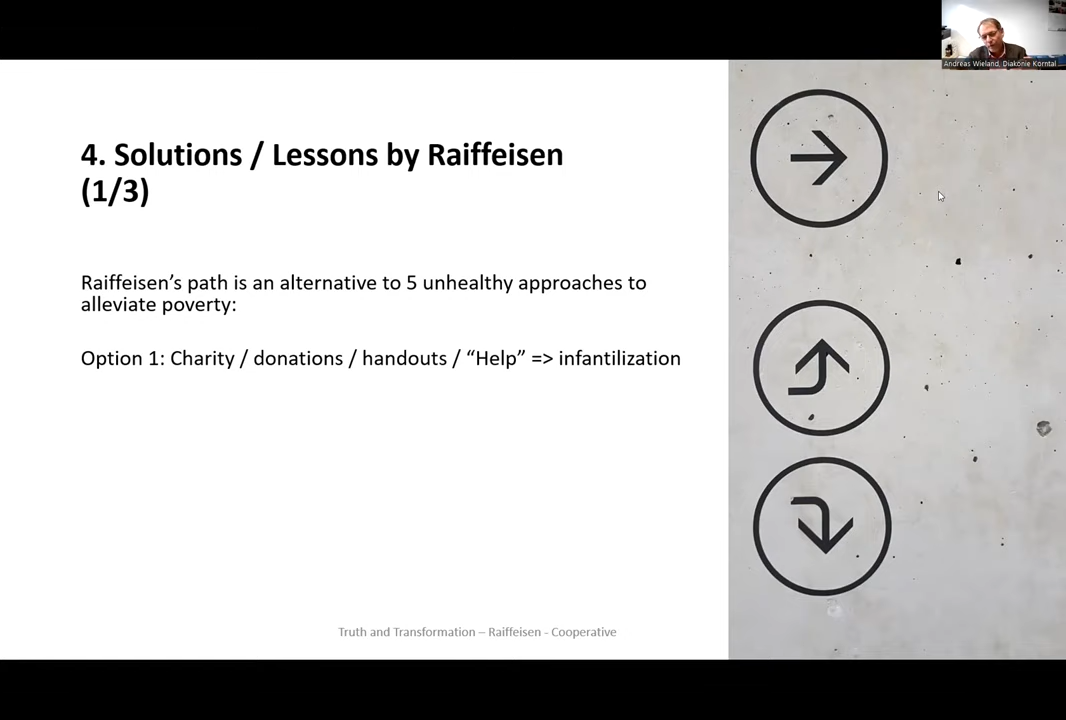 Andreas Wieland, Diakonie Korntal
4. Solutions / Lessons by Raiffeisen
(1/3)
Raiffeisen’s path is an alternative to 5 unhealthy approaches to
alleviate poverty:
Option 1: Charity / donations / handouts / “Help” => infantilization
Truth and Transformation – Raiffeisen - Cooperative